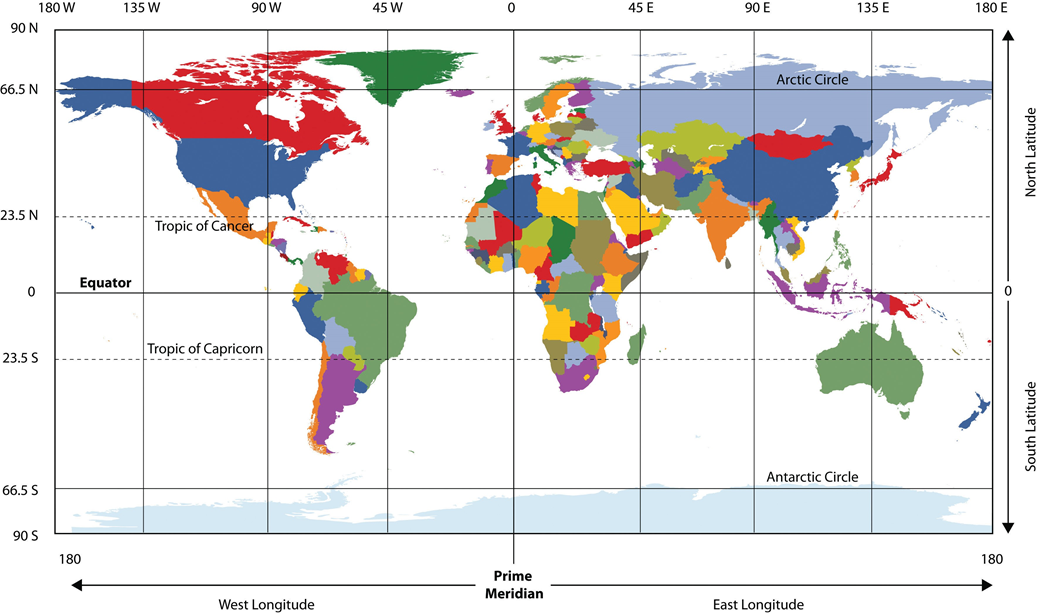 180 W 135 W 90 W 45 W 0 45 E 90 E 135 E 180 E
90 N
Arctic Circle
66.5 N
North Latitude
23.5 N
Tropic of Cancer
Equator
0 0
Tropic of Capricorn
23.5 S
South Latitude
Antarctic Circle
66.5 S
90 S
180 180
Prime
Meridian
West Longitude East Longitude